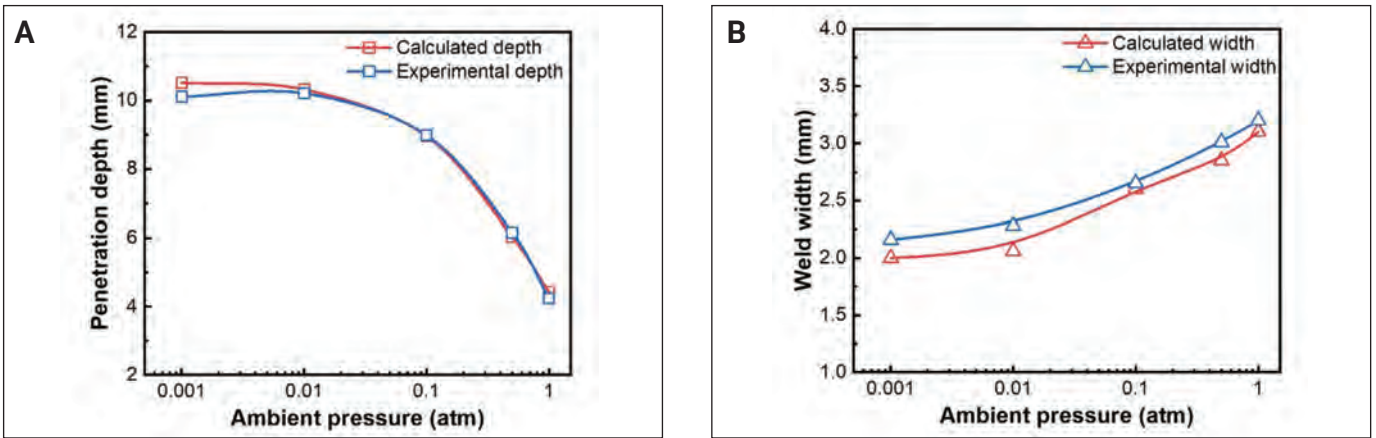 A
12
10
8
6
4
2
Penetration depth (mm)
Calculated depth
Experimental depth
0.001
0.01
0.1
1
Ambient pressure (atm)
B
4.0
3.5
3.0
2.5
2.0
1.5
1.0
Weld width (mm)
Calculated width
Experimental width
0.001
0.01
0.1
1
Ambient pressure (atm)